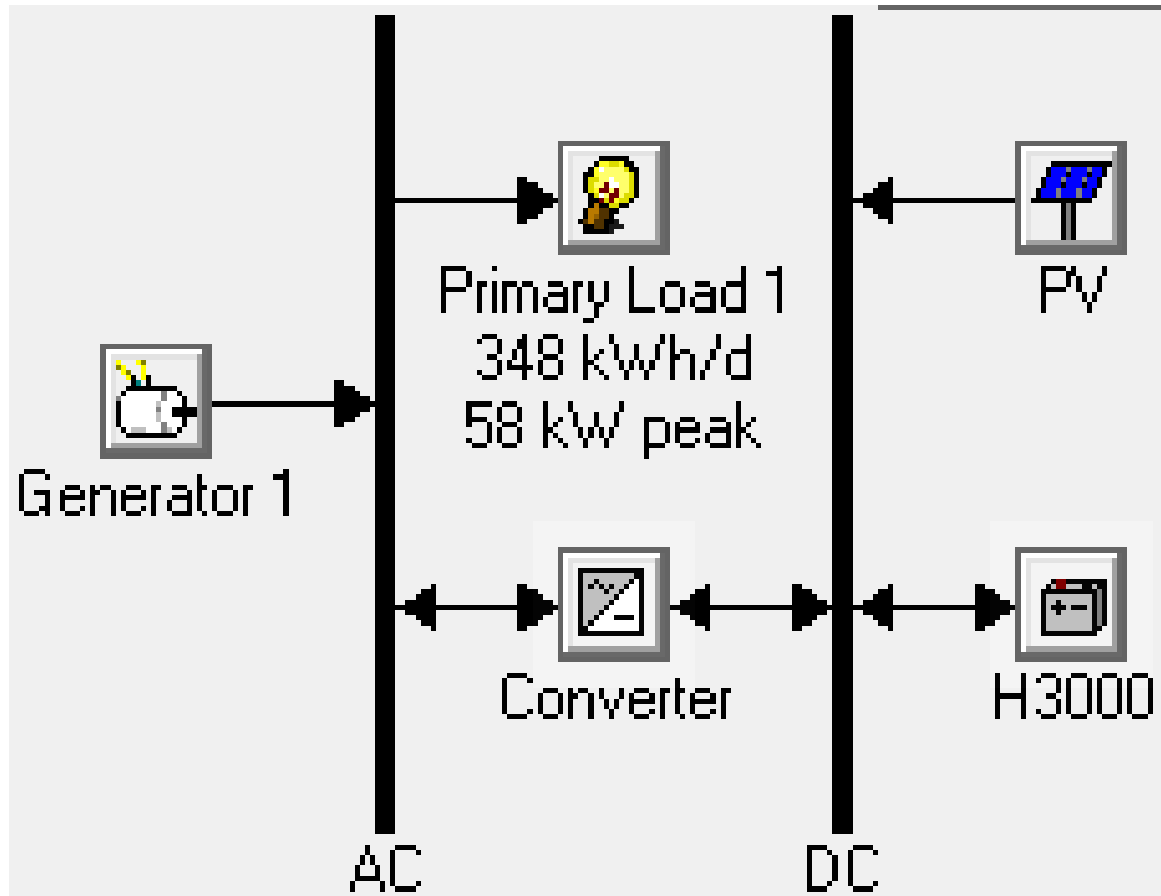 Primary Load 1
348 kWh/d
58 kW peak
PV
Generator 1
Converter
H3000
AC
DC